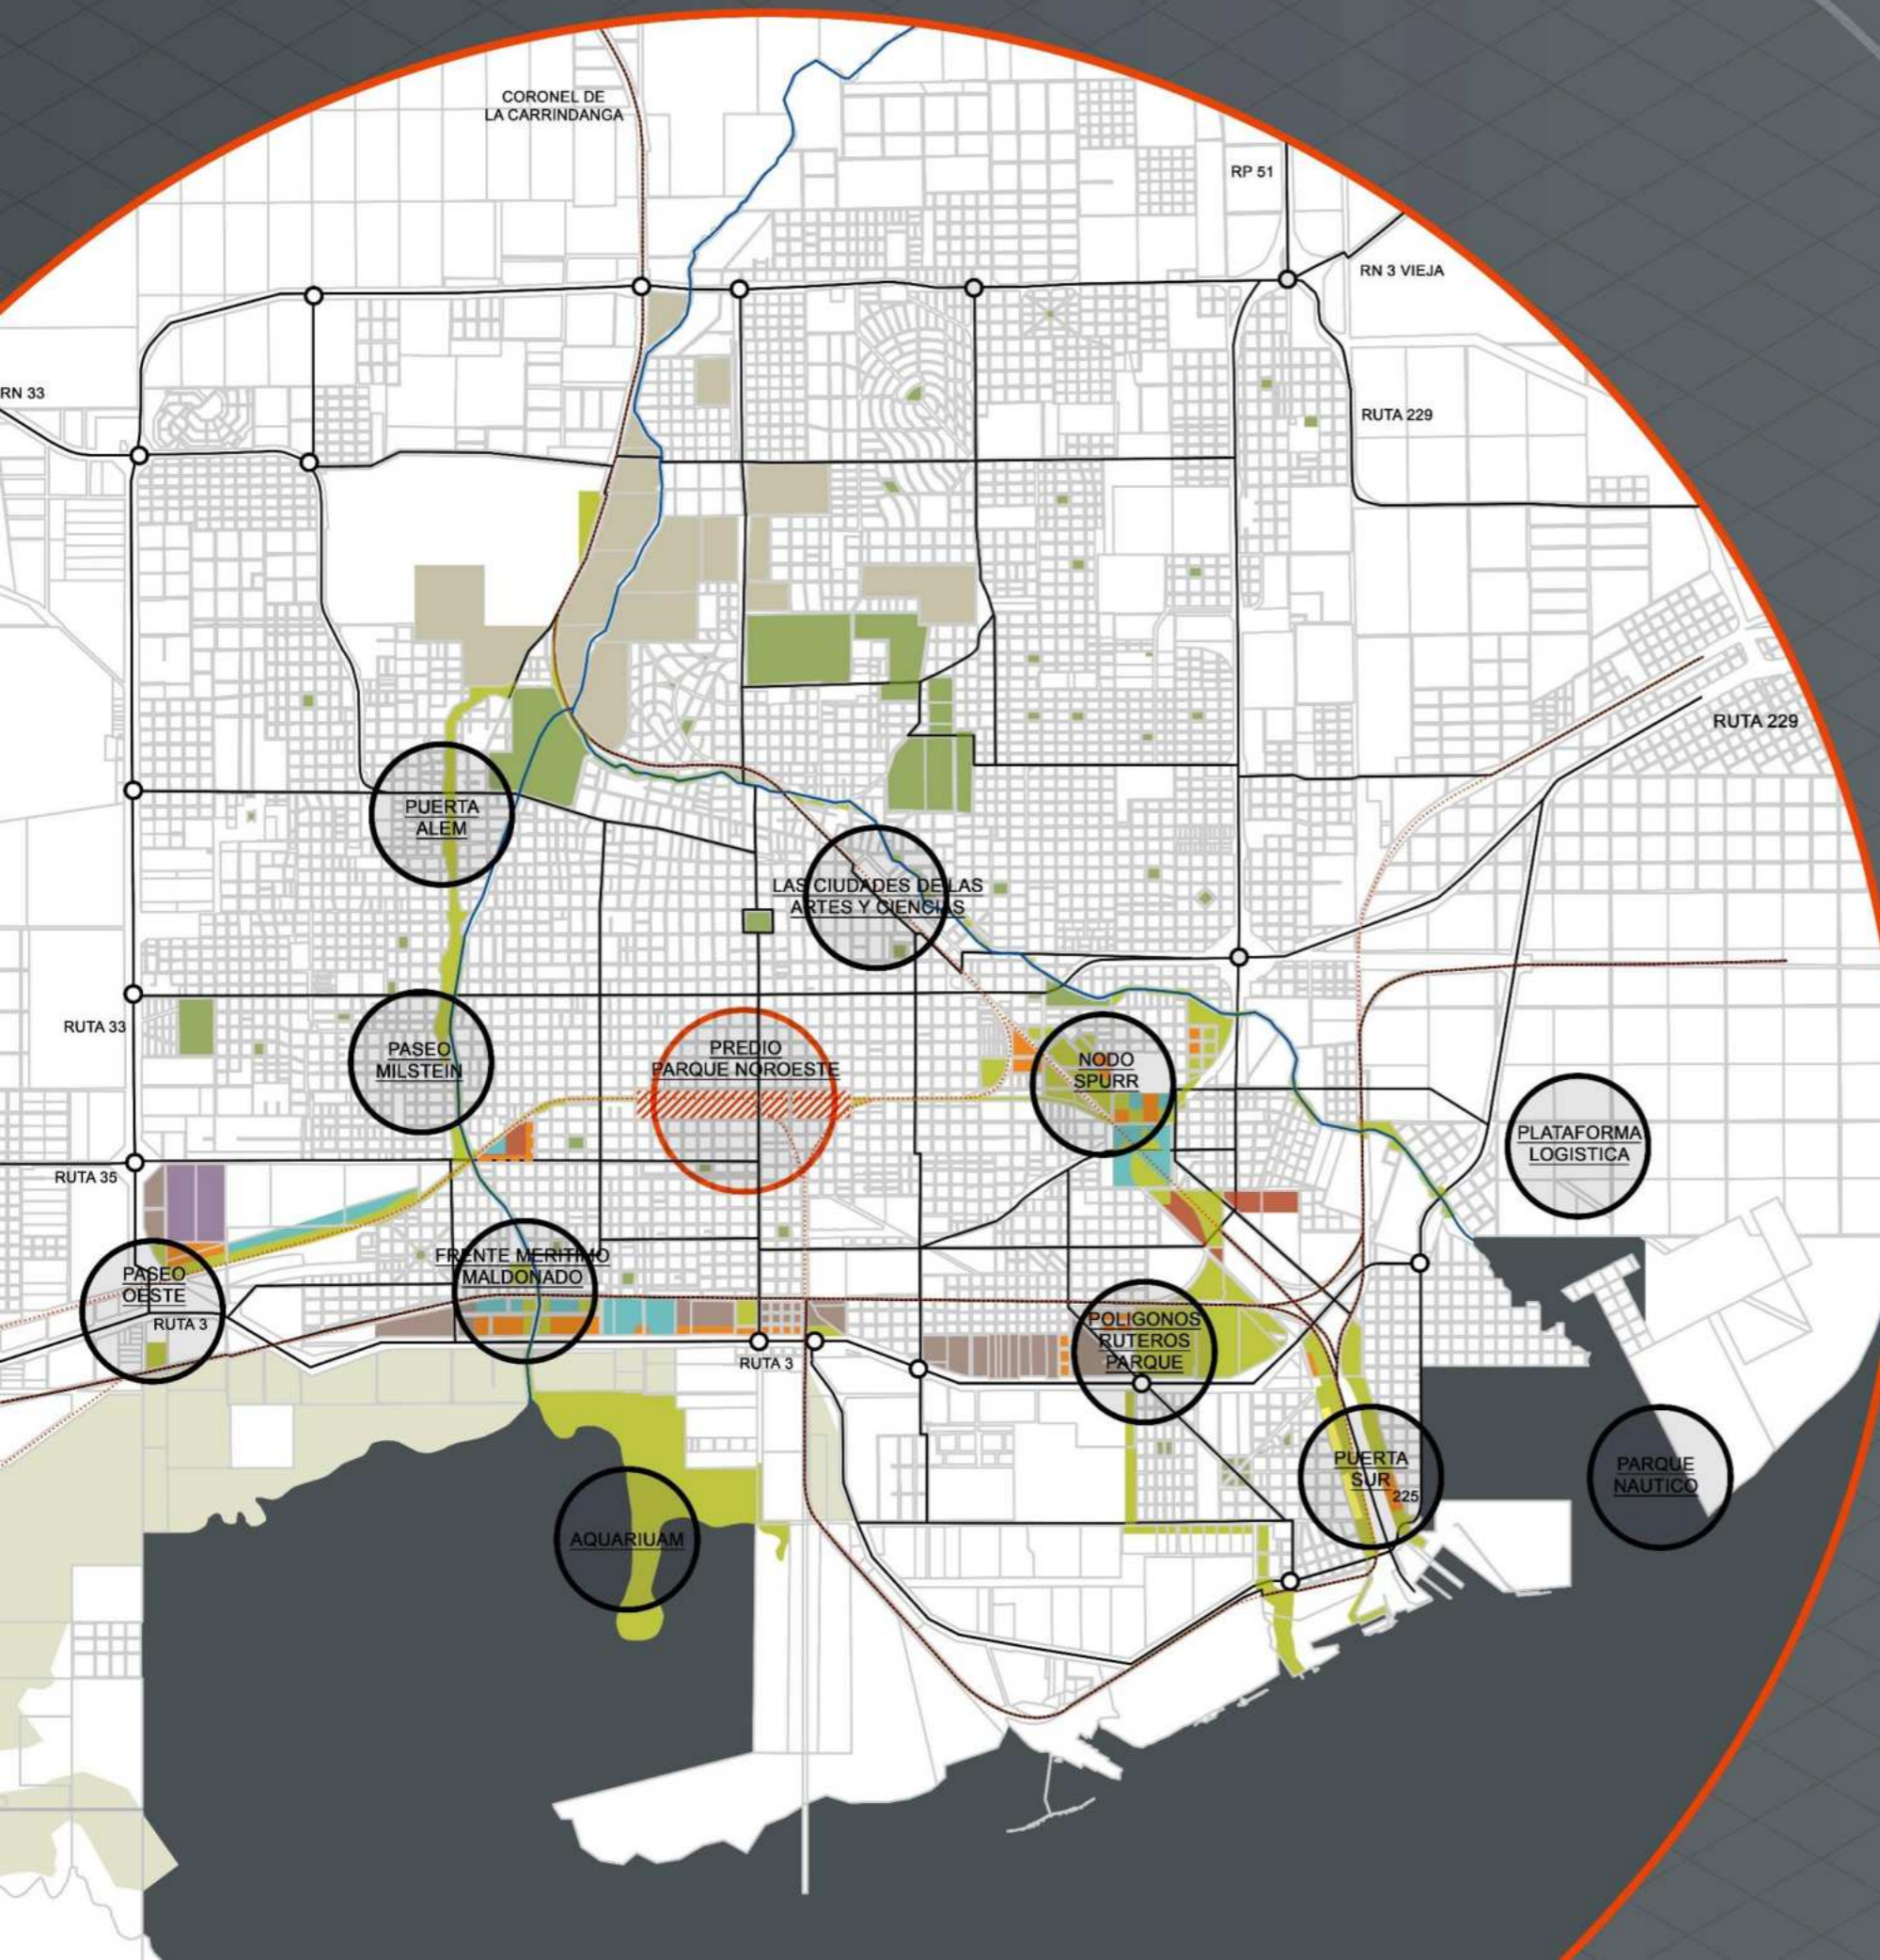 CORONEL DE
LA CARRINDANGA
RP 51
RN 3 VIEJA
RN 33
RUTA 229
RUTA 229
PUERTA
ALEM
LAS CIUDADES DE LAS
ARTES Y CIENCIAS
RUTA 33
PASEO
MILSTEIN
PREDIO
PARQUE NOROESTE
NODO
SPURR
PLATAFORMA
LOGISTICA
RUTA 35
FRENTE MERITIMO
MALDONADO
PASEO
OESTE
RUTA 3
POLIGONOS
RUTEROS
PARQUE
RUTA 3
PUERTA
SUR
225
PARQUE
NAUTICO
AQUARIUAM